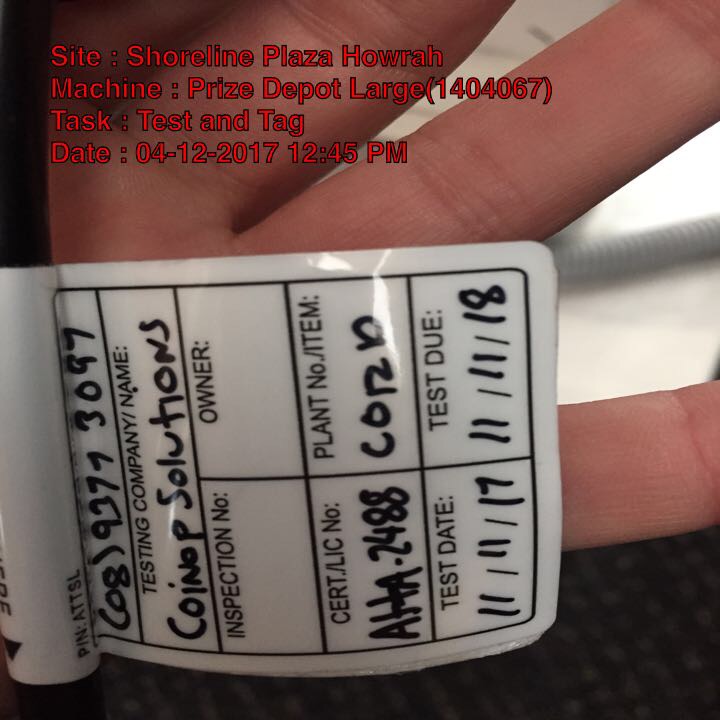 Site : Shoreline Plaza Howrah
Machine : Prize Depot Large(1404067)
Task : Test and Tag
Date : 04-12-2017 12:45 PM
P/N: ATTSL
(08) 9377 3097
TESTING COMPANY/ NAME:
Coinop Solutions
INSPECTION No:
OWNER:
CERT./LIC No:
AHA-2488
PLANT No./ITEM:
CORD
TEST DATE:
11/11/17
TEST DUE:
11/11/18